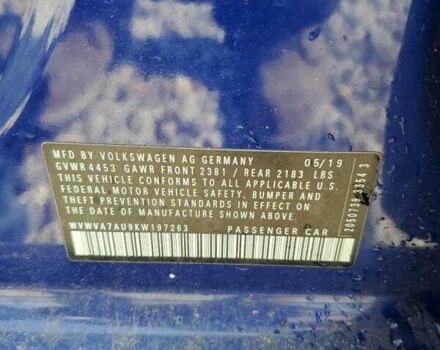 MFD BY VOLKSWAGEN AG GERMANY 05/19
GVWR 4453 GAWR FRONT 2381 / REAR 2183 LBS
THIS VEHICLE CONFORMS TO ALL APPLICABLE U.S.
FEDERAL MOTOR VEHICLE SAFETY, BUMPER AND
THEFT PREVENTION STANDARDS IN EFFECT ON THE
DATE OF MANUFACTURE SHOWN ABOVE.
WVWVA7AU9KW197263 PASSENGER CAR